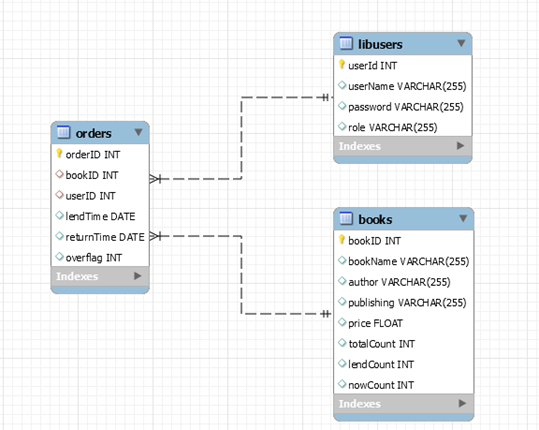 libusers
userId INT
userName VARCHAR(255)
password VARCHAR(255)
role VARCHAR(255)
Indexes
orders
orderID INT
bookID INT
userID INT
lendTime DATE
returnTime DATE
overflag INT
Indexes
books
bookID INT
bookName VARCHAR(255)
author VARCHAR(255)
publishing VARCHAR(255)
price FLOAT
totalCount INT
lendCount INT
nowCount INT
Indexes